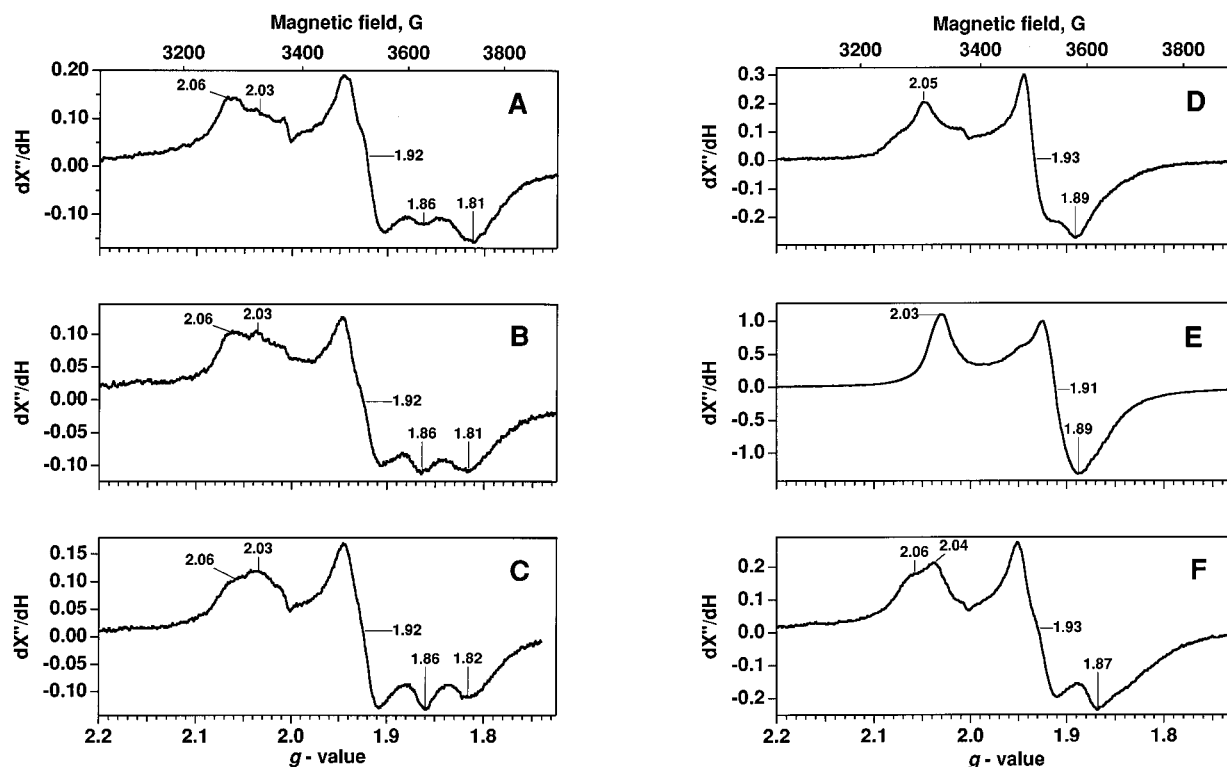 Magnetic field, G
3200 3400 3600 3800
0.20
0.10
0.00
-0.10
dX"/dH
2.06
2.03
1.92
1.86
1.81
A
0.10
0.05
0.00
-0.05
-0.10
dX"/dH
2.06
2.03
1.92
1.86
1.81
B
0.15
0.10
0.05
0.00
-0.05
-0.10
dX"/dH
2.06
2.03
1.92
1.86
1.82
C
2.2 2.1 2.0 1.9 1.8
g - value
Magnetic field, G
3200 3400 3600 3800
0.3
0.2
0.1
0.0
-0.1
-0.2
dX"/dH
2.05
1.93
1.89
D
1.0
0.5
0.0
-0.5
-1.0
dX"/dH
2.03
1.91
1.89
E
0.2
0.1
0.0
-0.1
-0.2
dX"/dH
2.06
2.04
1.93
1.87
F
2.2 2.1 2.0 1.9 1.8
g - value